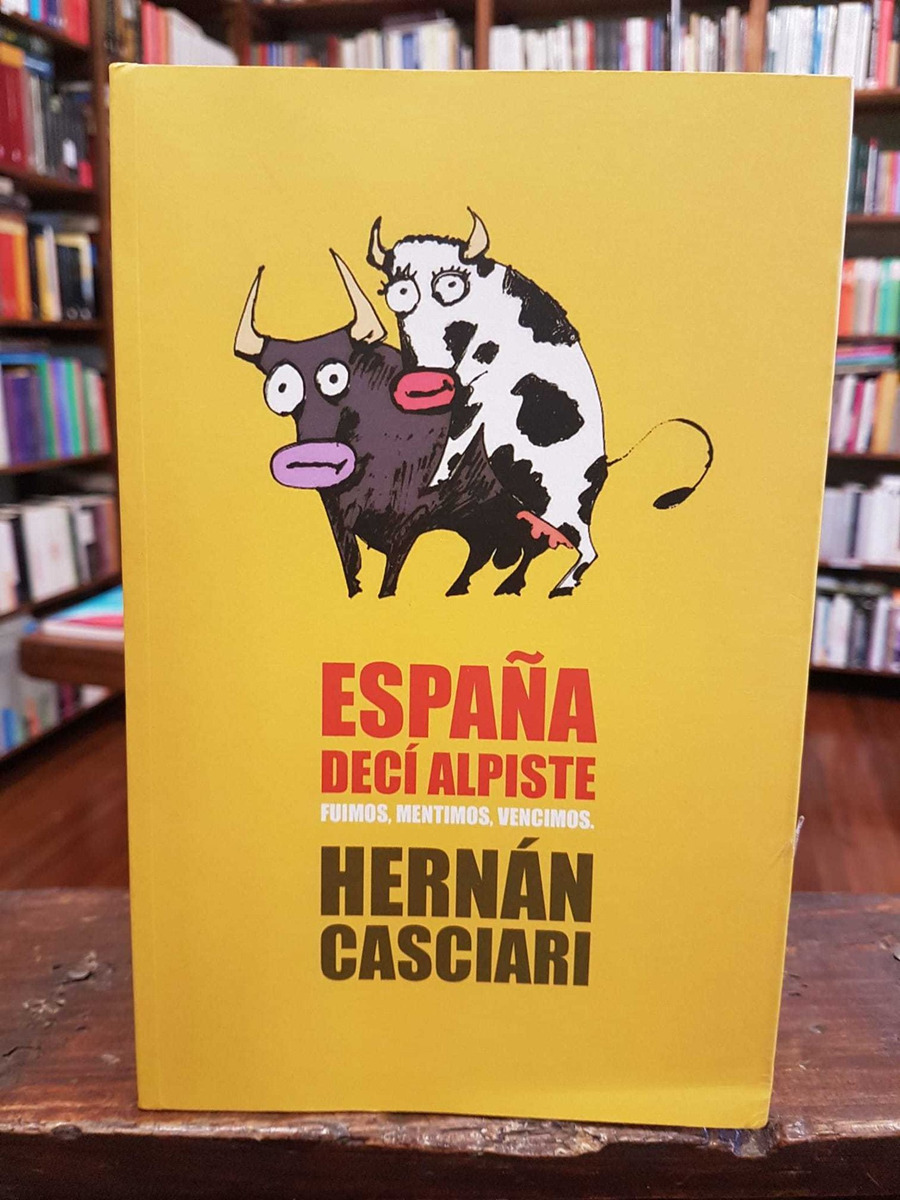 ESPAÑA
DECÍ ALPISTE
FUIMOS, MENTIMOS, VENCIMOS.
HERNÁN
CASCIARI